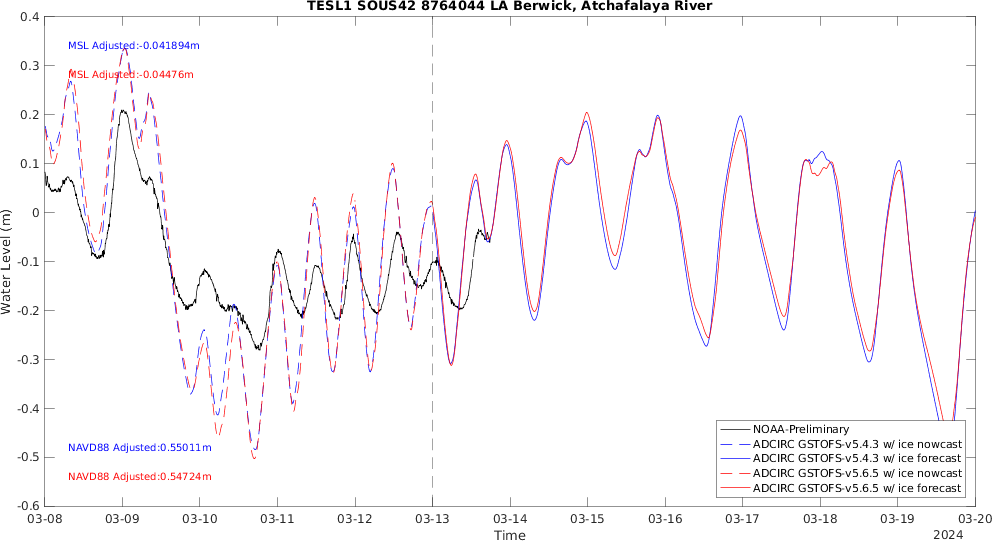 TESL1 SOUS42 8764044 LA Berwick, Atchafalaya River
0.4
0.3
0.2
0.1
0
-0.1
-0.2
-0.3
-0.4
-0.5
-0.6
Water Level (m)
MSL Adjusted:-0.041894m
MSL Adjusted:-0.04476m
NAVD88 Adjusted:0.55011m
NAVD88 Adjusted:0.54724m
NOAA-Preliminary
ADCIRC GSTOFS-v5.4.3 w/ ice nowcast
ADCIRC GSTOFS-v5.4.3 w/ ice forecast
ADCIRC GSTOFS-v5.6.5 w/ ice nowcast
ADCIRC GSTOFS-v5.6.5 w/ ice forecast
03-08 03-09 03-10 03-11 03-12 03-13 03-14 03-15 03-16 03-17 03-18 03-19 03-20
Time
2024